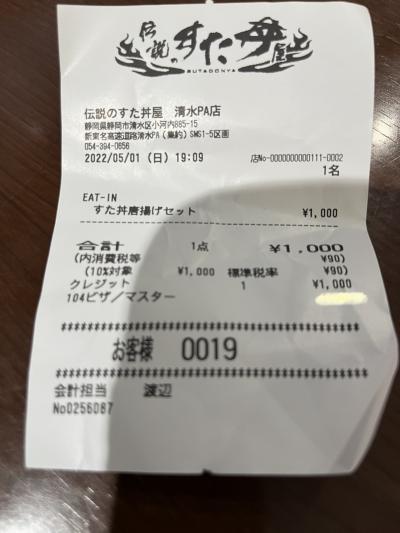 伝説のすた丼屋
SUTADONYA
伝説のすた丼屋 清水PA店
静岡県静岡市清水区小河内885-15
新東名高速道路清水PA(集約)SMS1-5区画
054-394-0656
2022/05/01 (日) 19:09 店No-0000000000111-0002
1名
EAT-IN
すた丼唐揚げセット ¥1,000
合計 1点 ¥1,000
(内消費税等 ¥90)
(10%対象 ¥1,000 標準税率 ¥90)
クレジット 1 ¥1,000
104ビザ/マスター
お客様 0019
会計担当 渡辺
No0256087